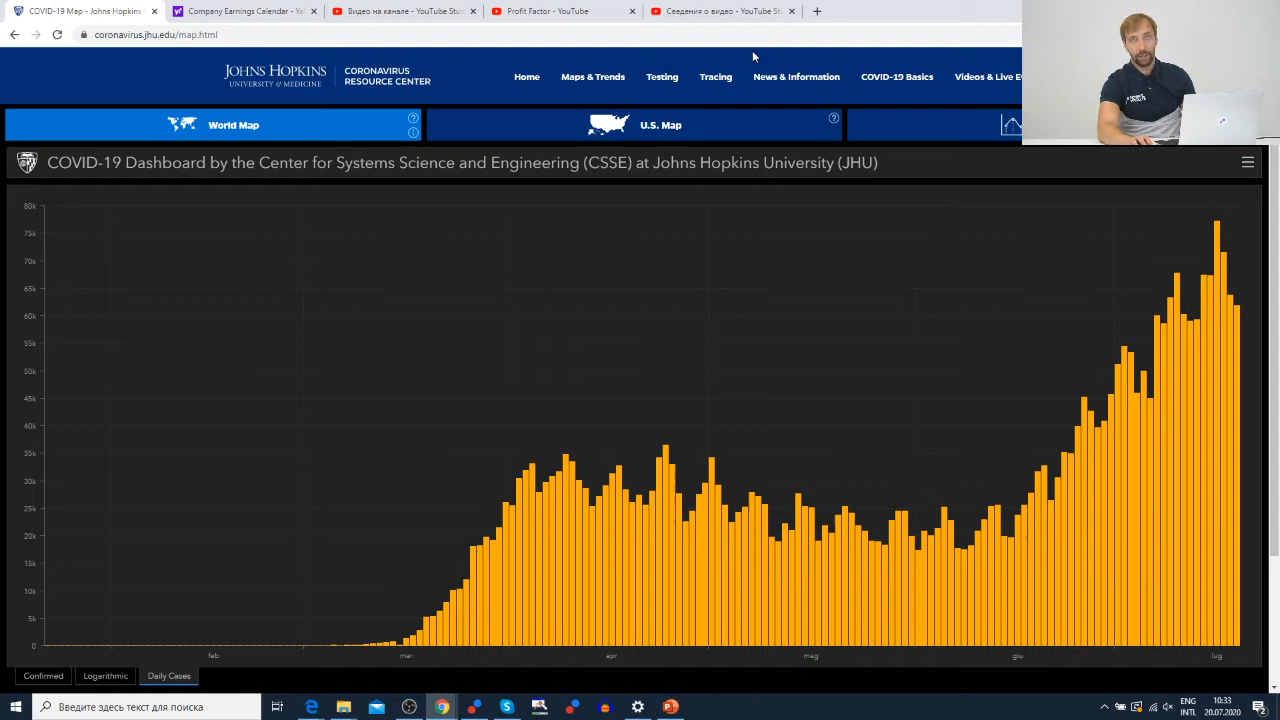 COVID-19 Map - Johns Hopkins
Company Earnings Calendar - Ya
Видео на канале - YouTube Stu
Profit Factor - YouTube
Сведения о видео - YouTube St
coronavirus.jhu.edu/map.html
JOHNS HOPKINS
UNIVERSITY & MEDICINE
CORONAVIRUS
RESOURCE CENTER
Home
Maps & Trends
Testing
Tracing
News & Information
COVID-19 Basics
Videos & Live Ev
World Map
U.S. Map
COVID-19 Dashboard by the Center for Systems Science and Engineering (CSSE) at Johns Hopkins University (JHU)
80k
75k
70k
65k
60k
55k
50k
45k
40k
35k
30k
25k
20k
15k
10k
5k
0
feb
mar
apr
mag
giu
lug
Confirmed
Logarithmic
Daily Cases
Введите здесь текст для поиска
ENG
INTL
10:33
20.07.2020
2